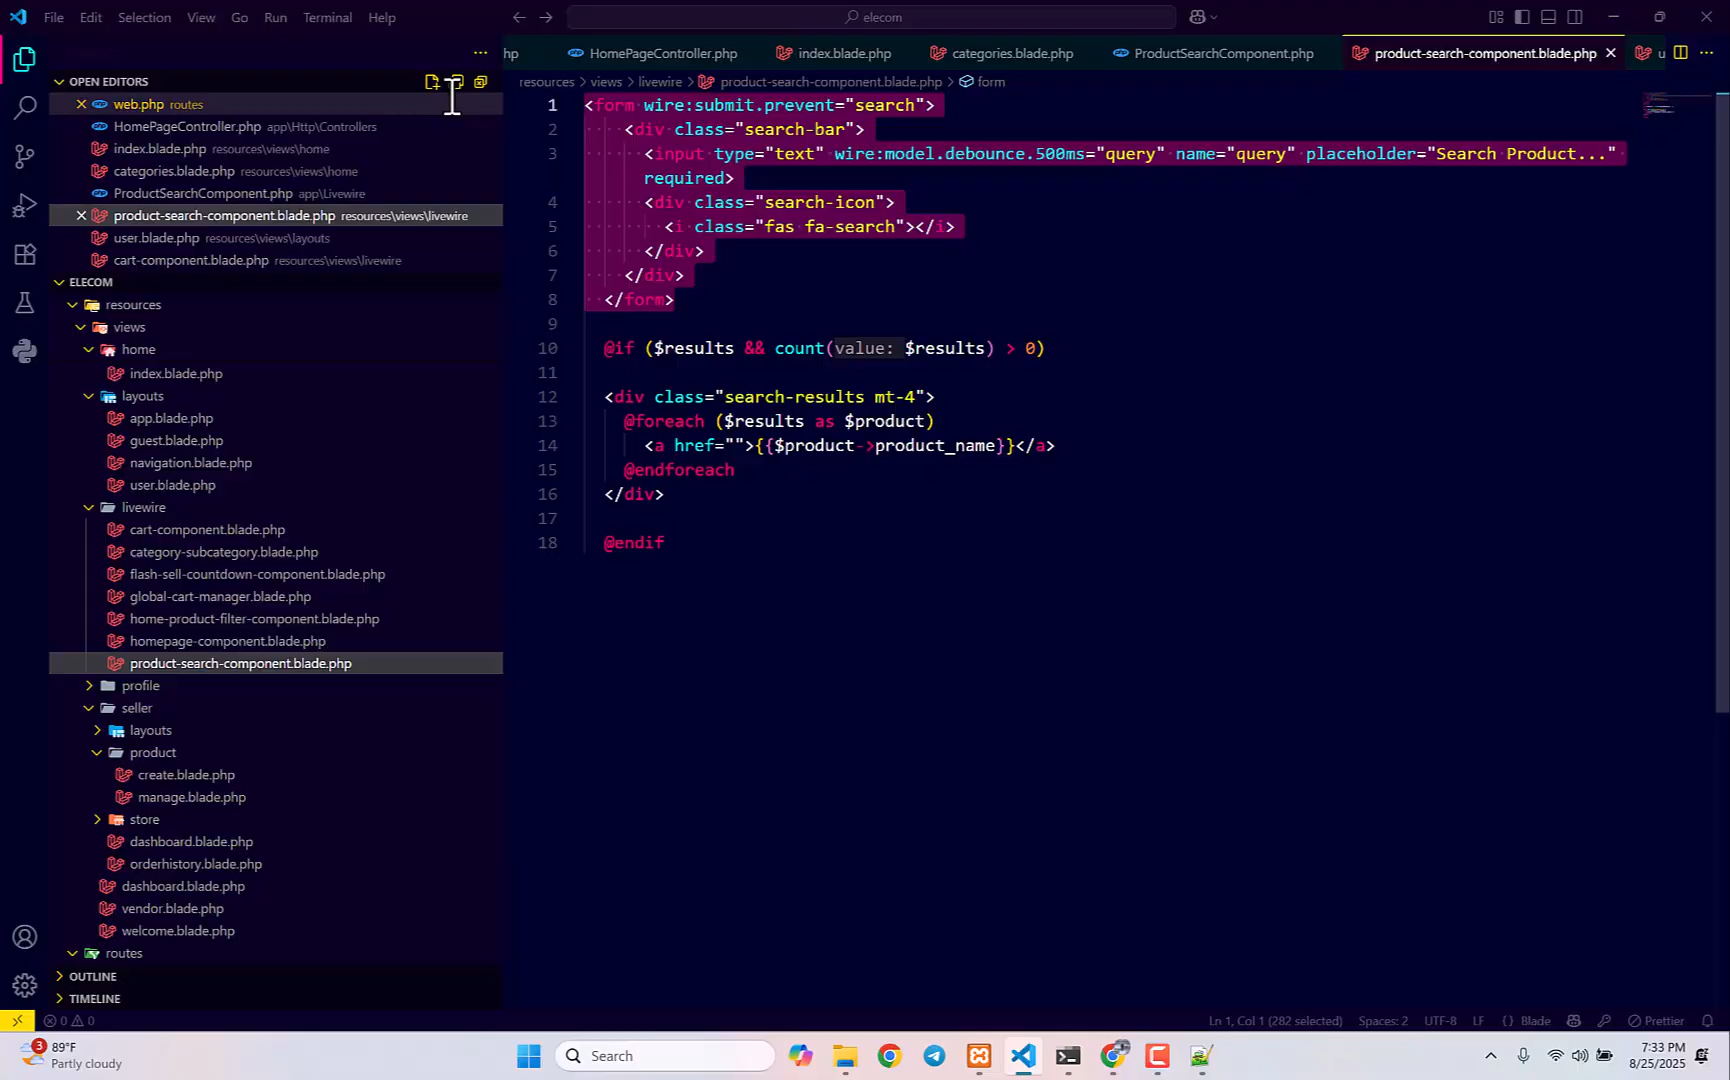 File Edit Selection View Go Run Terminal Help
elecom
hp HomePageController.php index.blade.php categories.blade.php ProductSearchComponent.php product-search-component.blade.php u
OPEN EDITORS
web.php routes
HomePageController.php app\Http\Controllers
index.blade.php resources\views\home
categories.blade.php resources\views\home
ProductSearchComponent.php app\Livewire
product-search-component.blade.php resources\views\livewire
user.blade.php resources\views\layouts
cart-component.blade.php resources\views\livewire
ELECOM
resources
views
home
index.blade.php
layouts
app.blade.php
guest.blade.php
navigation.blade.php
user.blade.php
livewire
cart-component.blade.php
category-subcategory.blade.php
flash-sell-countdown-component.blade.php
global-cart-manager.blade.php
home-product-filter-component.blade.php
homepage-component.blade.php
product-search-component.blade.php
profile
seller
layouts
product
create.blade.php
manage.blade.php
store
dashboard.blade.php
orderhistory.blade.php
dashboard.blade.php
vendor.blade.php
welcome.blade.php
routes
OUTLINE
TIMELINE
resources > views > livewire > product-search-component.blade.php > form
1 <form wire:submit.prevent="search">
2 <div class="search-bar">
3 <input type="text" wire:model.debounce.500ms="query" name="query" placeholder="Search Product..."
required>
4 <div class="search-icon">
5 <i class="fas fa-search"></i>
6 </div>
7 </div>
8 </form>
9
10 @if ($results && count(value: $results) > 0)
11
12 <div class="search-results mt-4">
13 @foreach ($results as $product)
14 <a href="">{{$product->product_name}}</a>
15 @endforeach
16 </div>
17
18 @endif
0 0 Ln 1, Col 1 (282 selected) Spaces: 2 UTF-8 LF {} Blade Prettier
3 89°F
Partly cloudy
Search
7:33 PM
8/25/2025